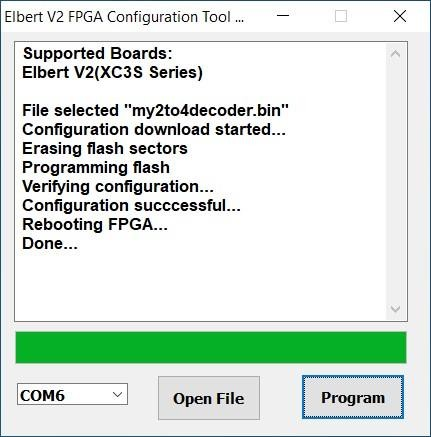 Elbert V2 FPGA Configuration Tool ...
Supported Boards:
Elbert V2(XC3S Series)
File selected "my2to4decoder.bin"
Configuration download started...
Erasing flash sectors
Programming flash
Verifying configuration...
Configuration succcessful...
Rebooting FPGA...
Done...
COM6
Open File
Program